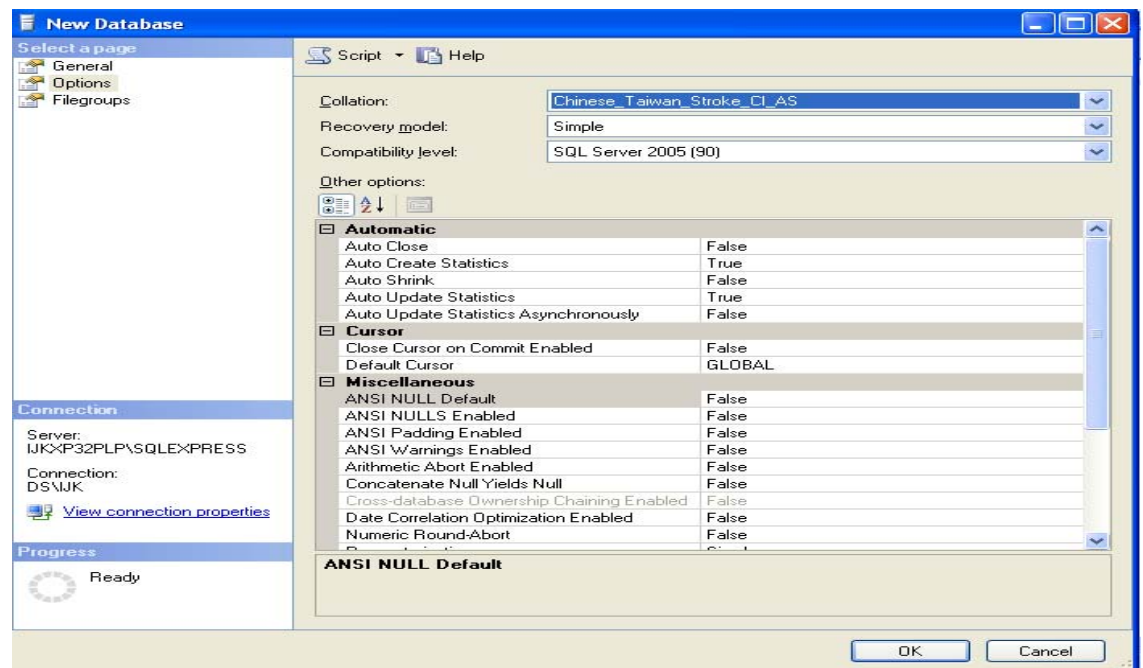 New Database
Select a page
General
Options
Filegroups
Script Help
Collation: Chinese_Taiwan_Stroke_CI_AS
Recovery model: Simple
Compatibility level: SQL Server 2005 (90)
Other options:
Automatic
Auto Close False
Auto Create Statistics True
Auto Shrink False
Auto Update Statistics True
Auto Update Statistics Asynchronously False
Cursor
Close Cursor on Commit Enabled False
Default Cursor GLOBAL
Miscellaneous
ANSI NULL Default False
ANSI NULLS Enabled False
ANSI Padding Enabled False
ANSI Warnings Enabled False
Arithmetic Abort Enabled False
Concatenate Null Yields Null False
Cross-database Ownership Chaining Enabled False
Date Correlation Optimization Enabled False
Numeric Round-Abort False
ANSI NULL Default
Connection
Server:
IJKXP32PLP\SQLEXPRESS
Connection:
DS\IJK
View connection properties
Progress
Ready
OK Cancel